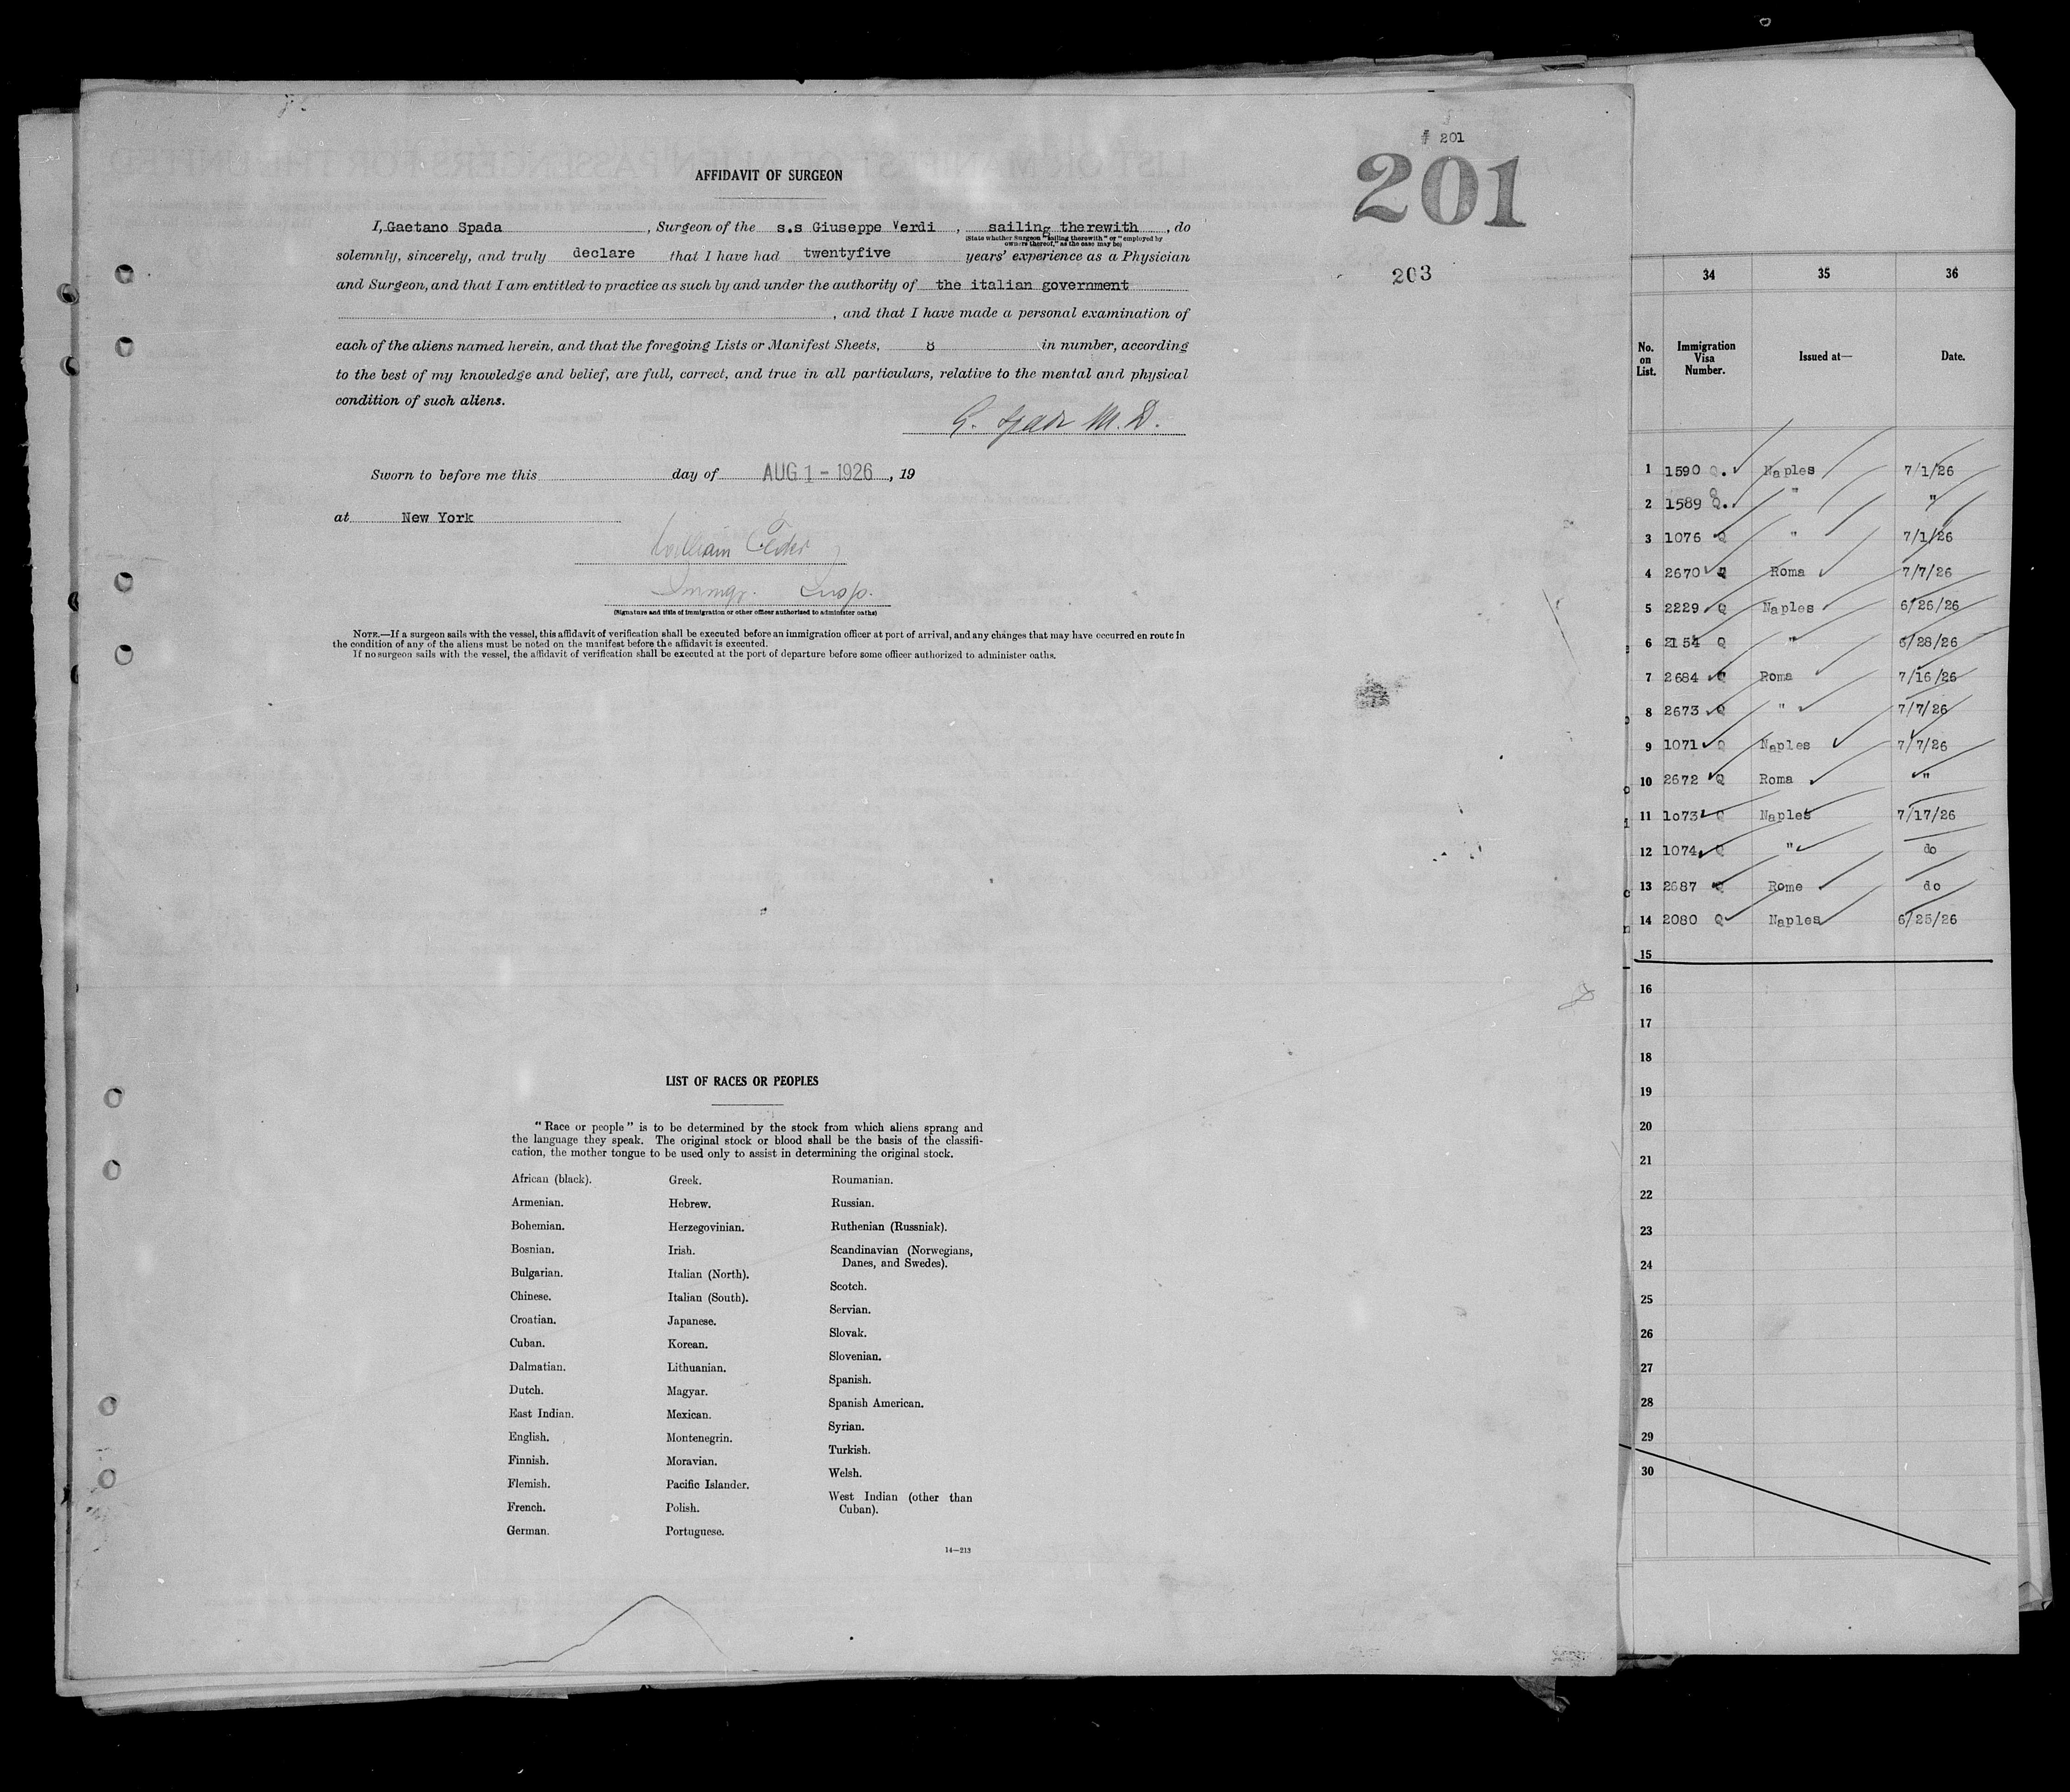 # 201
201
203
AFFIDAVIT OF SURGEON
I, Gaetano Spada, Surgeon of the s.s Giuseppe Verdi, sailing therewith, do
(State whether Surgeon "sailing therewith" or "employed by
owners thereof," as the case may be)
solemnly, sincerely, and truly declare that I have had twentyfive years' experience as a Physician
and Surgeon, and that I am entitled to practice as such by and under the authority of the italian government
, and that I have made a personal examination of
each of the aliens named herein, and that the foregoing Lists or Manifest Sheets, 8 in number, according
to the best of my knowledge and belief, are full, correct, and true in all particulars, relative to the mental and physical
condition of such aliens.
G. Spada M.D.
Sworn to before me this day of AUG 1 - 1926, 19
at New York
William
Immgr. Insp.
(Signature and title of immigration or other officer authorized to administer oaths)
NOTE.—If a surgeon sails with the vessel, this affidavit of verification shall be executed before an immigration officer at port of arrival, and any changes that may have occurred en route in
the condition of any of the aliens must be noted on the manifest before the affidavit is executed.
If no surgeon sails with the vessel, the affidavit of verification shall be executed at the port of departure before some officer authorized to administer oaths.
LIST OF RACES OR PEOPLES
"Race or people" is to be determined by the stock from which aliens sprang and
the language they speak. The original stock or blood shall be the basis of the classifi-
cation, the mother tongue to be used only to assist in determining the original stock.
African (black).
Armenian.
Bohemian.
Bosnian.
Bulgarian.
Chinese.
Croatian.
Cuban.
Dalmatian.
Dutch.
East Indian.
English.
Finnish.
Flemish.
French.
German.
Greek.
Hebrew.
Herzegovinian.
Irish.
Italian (North).
Italian (South).
Japanese.
Korean.
Lithuanian.
Magyar.
Mexican.
Montenegrin.
Moravian.
Pacific Islander.
Polish.
Portuguese.
Roumanian.
Russian.
Ruthenian (Russniak).
Scandinavian (Norwegians,
Danes, and Swedes).
Scotch.
Servian.
Slovak.
Slovenian.
Spanish.
Spanish American.
Syrian.
Turkish.
Welsh.
West Indian (other than
Cuban).
14—213
34 35 36
No. on List. Immigration Visa Number. Issued at— Date.
1 1590 Q. Naples 7/1/26
2 1589 Q. " "
3 1076 Q " 7/1/26
4 2670 Q Roma 7/7/26
5 2229 Q Naples 6/26/26
6 2154 Q " 6/28/26
7 2684 Q Roma 7/16/26
8 2673 Q " 7/7/26
9 1071 Q Naples 7/7/26
10 2672 Q Roma "
11 1073 Q Naples 7/17/26
12 1074 Q " do
13 2687 Q Rome do
14 2080 Q Naples 6/25/26
15
16
17
18
19
20
21
22
23
24
25
26
27
28
29
30